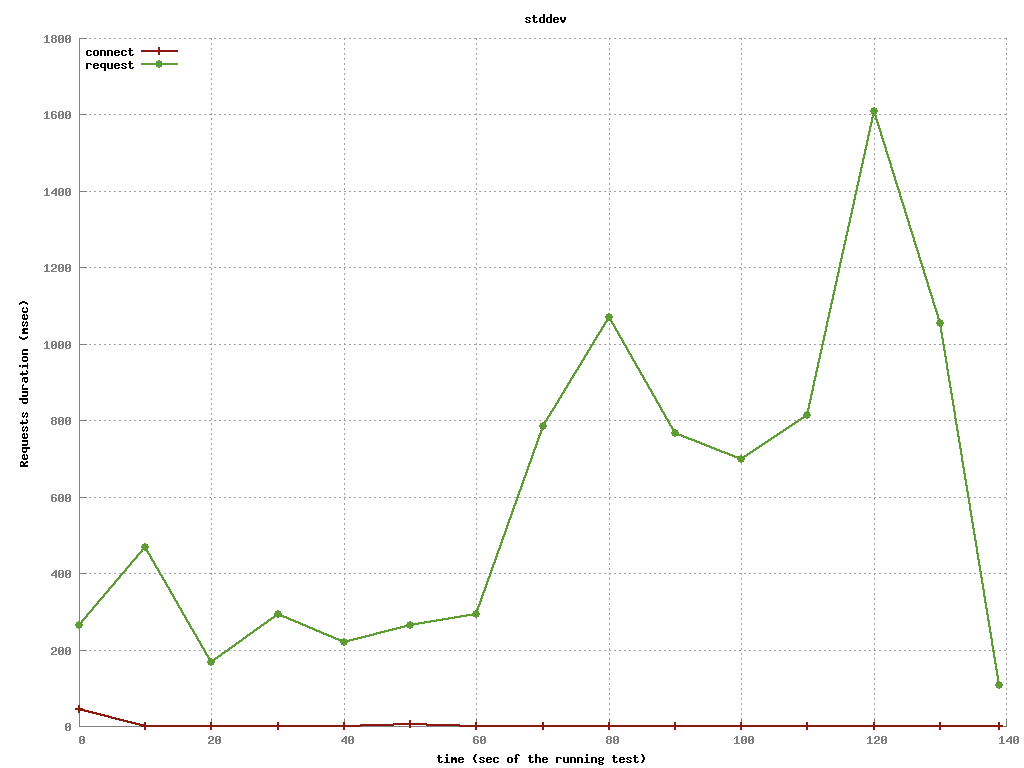 stddev
connect
request
1800
1600
1400
1200
1000
800
600
400
200
0
Requests duration (msec)
0 20 40 60 80 100 120 140
time (sec of the running test)